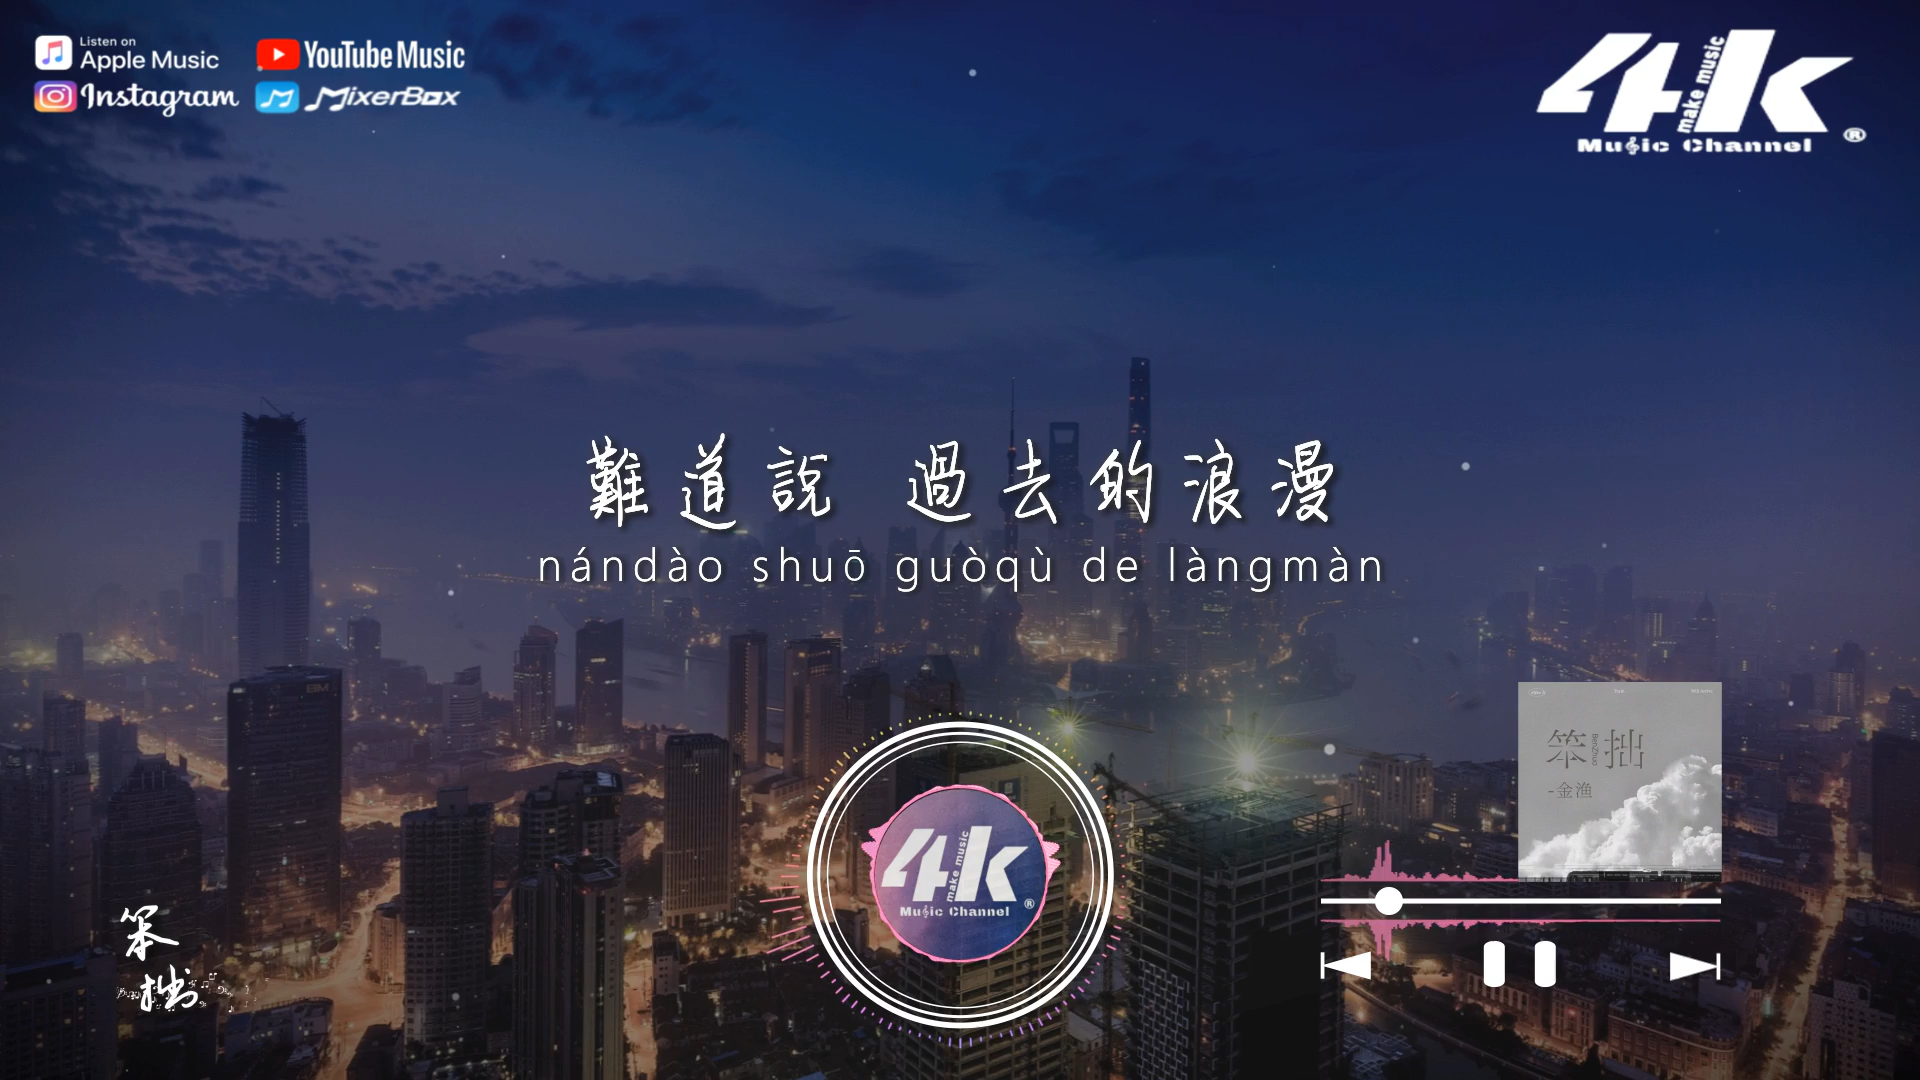 Listen on
Apple Music
YouTube Music
Instagram
MixerBox
4k
make music
Music Channel ®
難道說 過去的浪漫
nándào shuō guòqù de làngmàn
笨拙
BenZhuo
-金渔
4k
make music
Music Channel ®
笨
拙